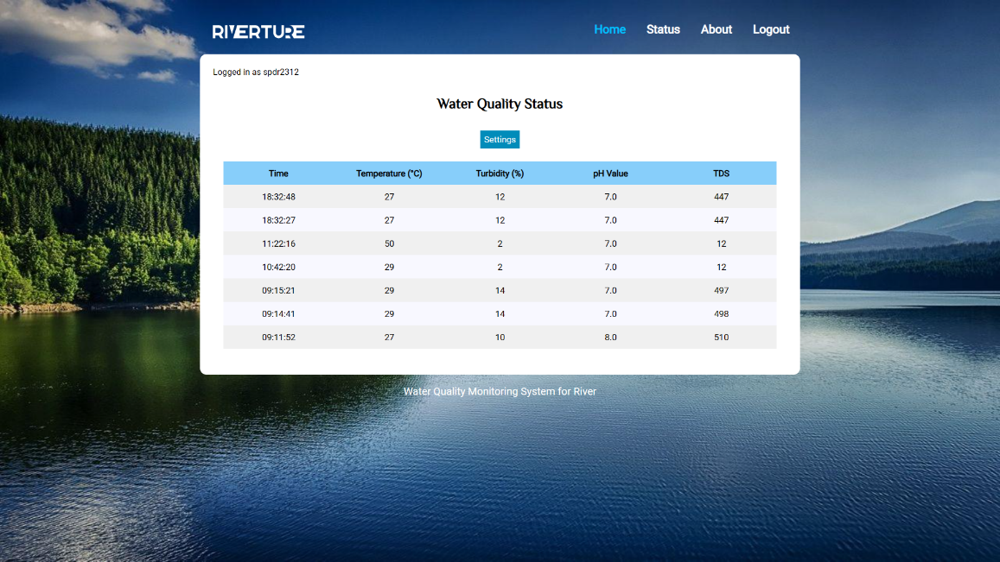 RIVERTURE
Home Status About Logout
Logged in as spdr2312
Water Quality Status
Settings
Time Temperature (°C) Turbidity (%) pH Value TDS
18:32:48 27 12 7.0 447
18:32:27 27 12 7.0 447
11:22:16 50 2 7.0 12
10:42:20 29 2 7.0 12
09:15:21 29 14 7.0 497
09:14:41 29 14 7.0 498
09:11:52 27 10 8.0 510
Water Quality Monitoring System for River